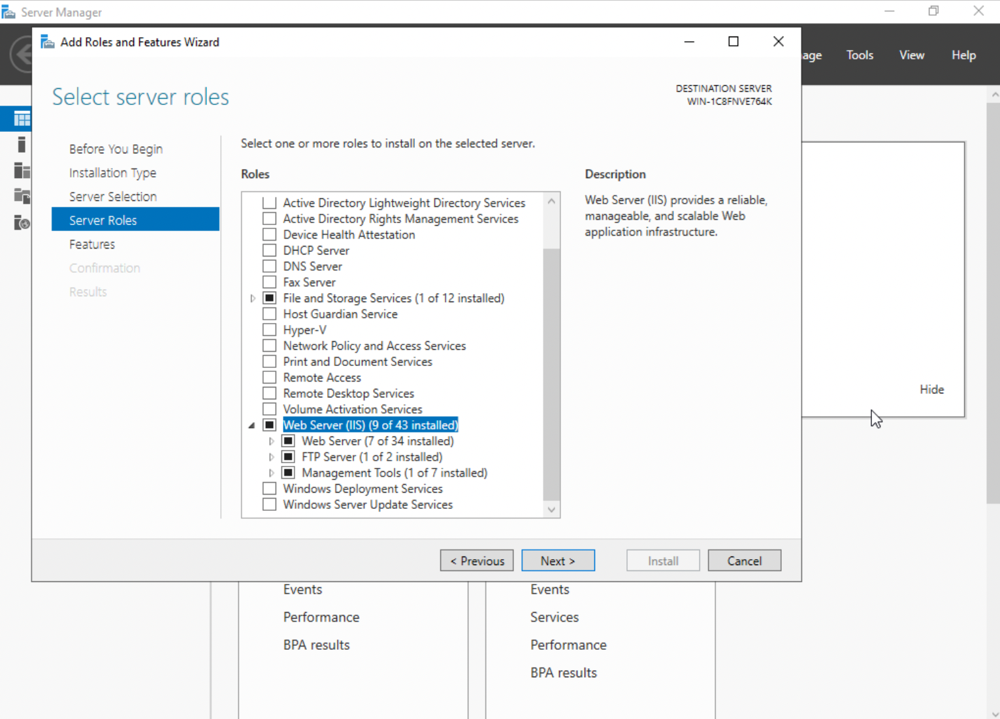 Server Manager
Add Roles and Features Wizard
Tools
View
Help
Select server roles
DESTINATION SERVER
WIN-1C8FNVE764K
Before You Begin
Installation Type
Server Selection
Server Roles
Features
Confirmation
Results
Select one or more roles to install on the selected server.
Roles
Active Directory Lightweight Directory Services
Active Directory Rights Management Services
Device Health Attestation
DHCP Server
DNS Server
Fax Server
File and Storage Services (1 of 12 installed)
Host Guardian Service
Hyper-V
Network Policy and Access Services
Print and Document Services
Remote Access
Remote Desktop Services
Volume Activation Services
Web Server (IIS) (9 of 43 installed)
Web Server (7 of 34 installed)
FTP Server (1 of 2 installed)
Management Tools (1 of 7 installed)
Windows Deployment Services
Windows Server Update Services
Description
Web Server (IIS) provides a reliable,
manageable, and scalable Web
application infrastructure.
Hide
< Previous
Next >
Install
Cancel
Events
Performance
BPA results
Events
Services
Performance
BPA results